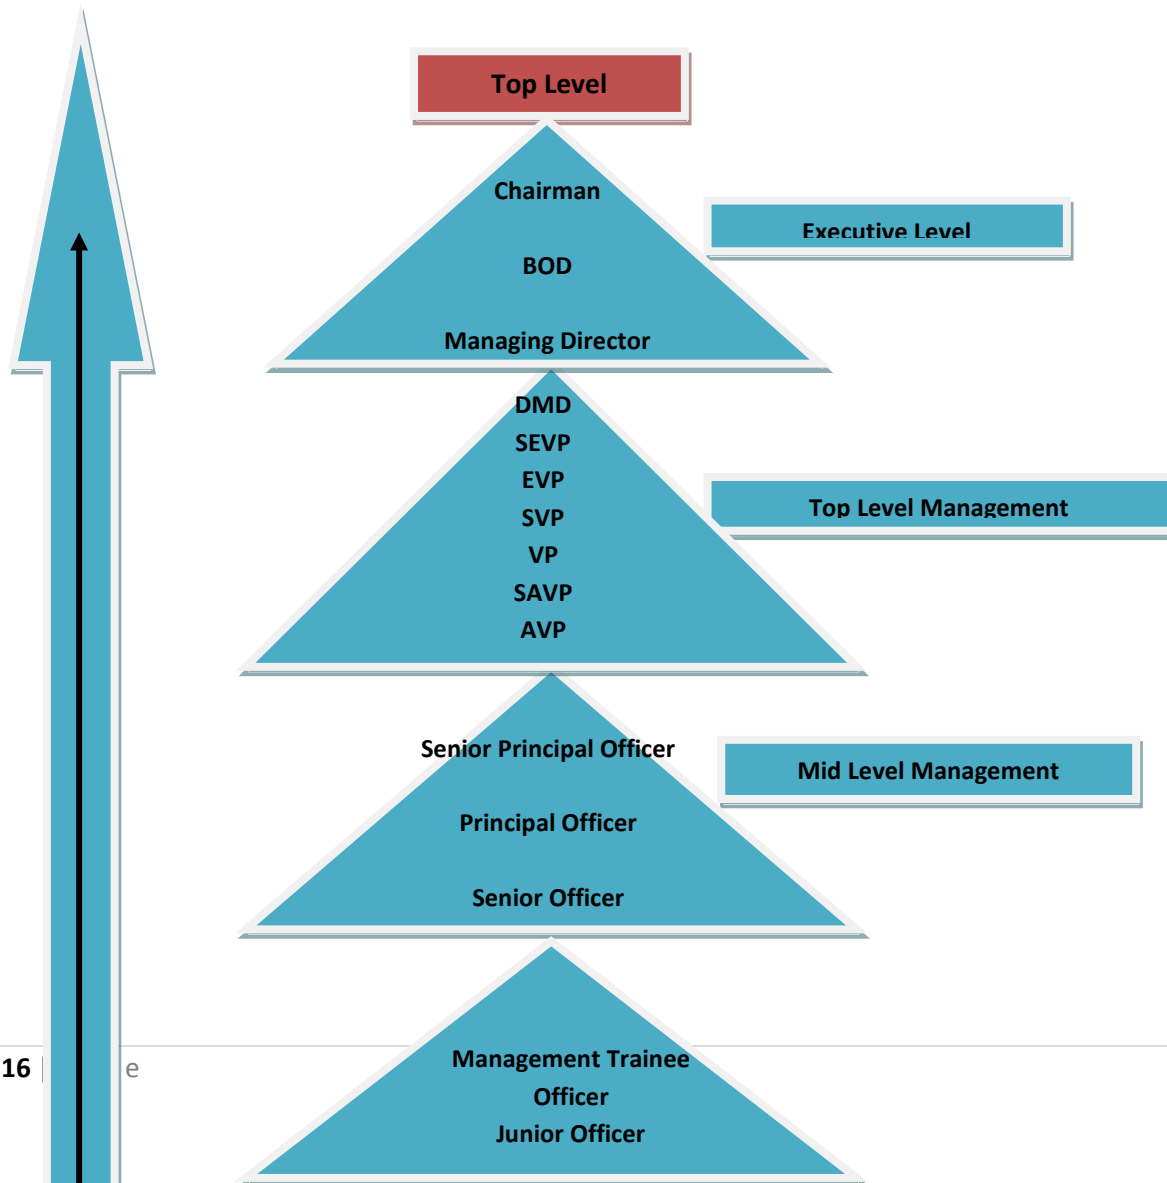 Top Level
Chairman
Executive Level
BOD
Managing Director
DMD
SEVP
EVP
SVP
Top Level Management
VP
SAVP
AVP
Senior Principal Officer
Mid Level Management
Principal Officer
Senior Officer
Management Trainee
16 | e
Officer
Junior Officer